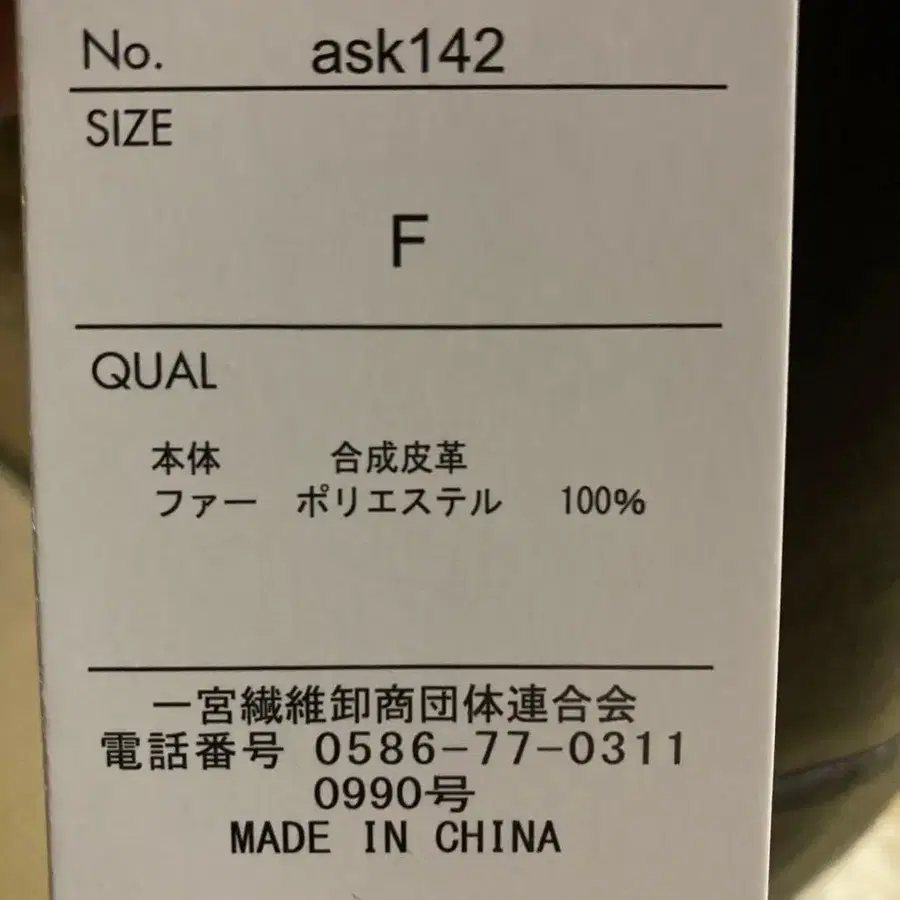 No. ask142
SIZE
F
QUAL
本体 合成皮革
ファー ポリエステル 100%
一宮繊維卸商団体連合会
電話番号 0586-77-0311
0990号
MADE IN CHINA